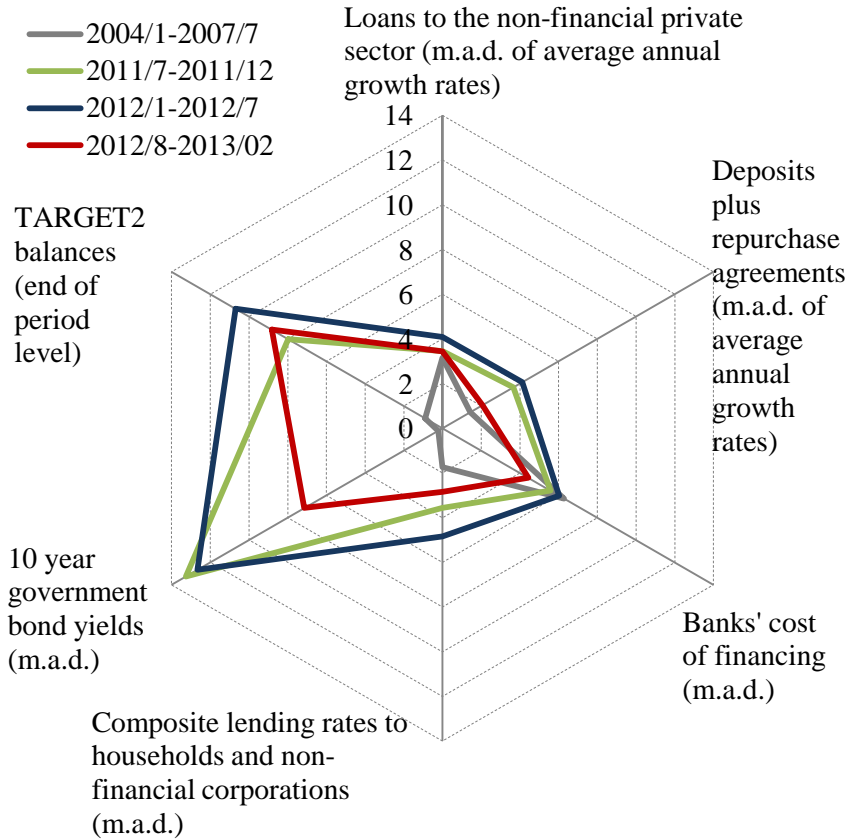 2004/1-2007/7
2011/7-2011/12
2012/1-2012/7
2012/8-2013/02
Loans to the non-financial private
sector (m.a.d. of average annual
growth rates)
14
12
10
8
6
4
2
0
Deposits
plus
repurchase
agreements
(m.a.d. of
average
annual
growth
rates)
Banks' cost
of financing
(m.a.d.)
Composite lending rates to
households and non-
financial corporations
(m.a.d.)
10 year
government
bond yields
(m.a.d.)
TARGET2
balances
(end of
period
level)